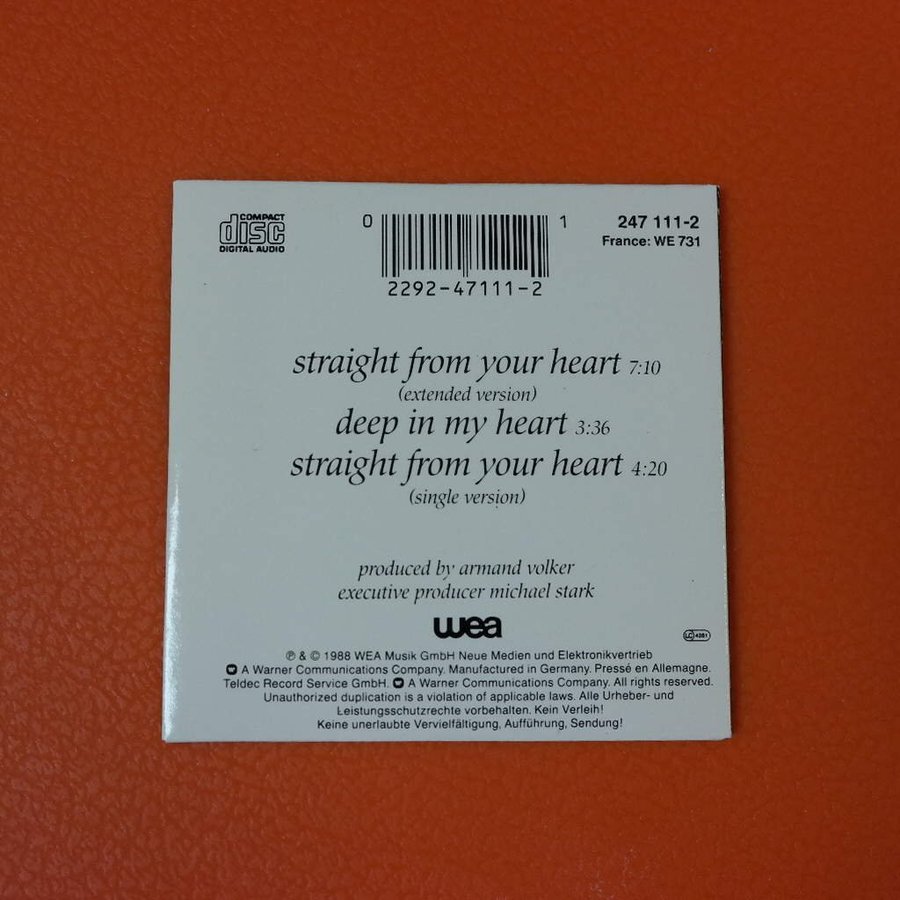 COMPACT
disc
DIGITAL AUDIO
0 1
2292-47111-2
247 111-2
France: WE 731
straight from your heart 7:10
(extended version)
deep in my heart 3:36
straight from your heart 4:20
(single version)
produced by armand volker
executive producer michael stark
wea
LC 4281
℗ & © 1988 WEA Musik GmbH Neue Medien und Elektronikvertrieb
A Warner Communications Company. Manufactured in Germany. Pressé en Allemagne.
Teldec Record Service GmbH. A Warner Communications Company. All rights reserved.
Unauthorized duplication is a violation of applicable laws. Alle Urheber- und
Leistungsschutzrechte vorbehalten. Kein Verleih!
Keine unerlaubte Vervielfältigung, Aufführung, Sendung!